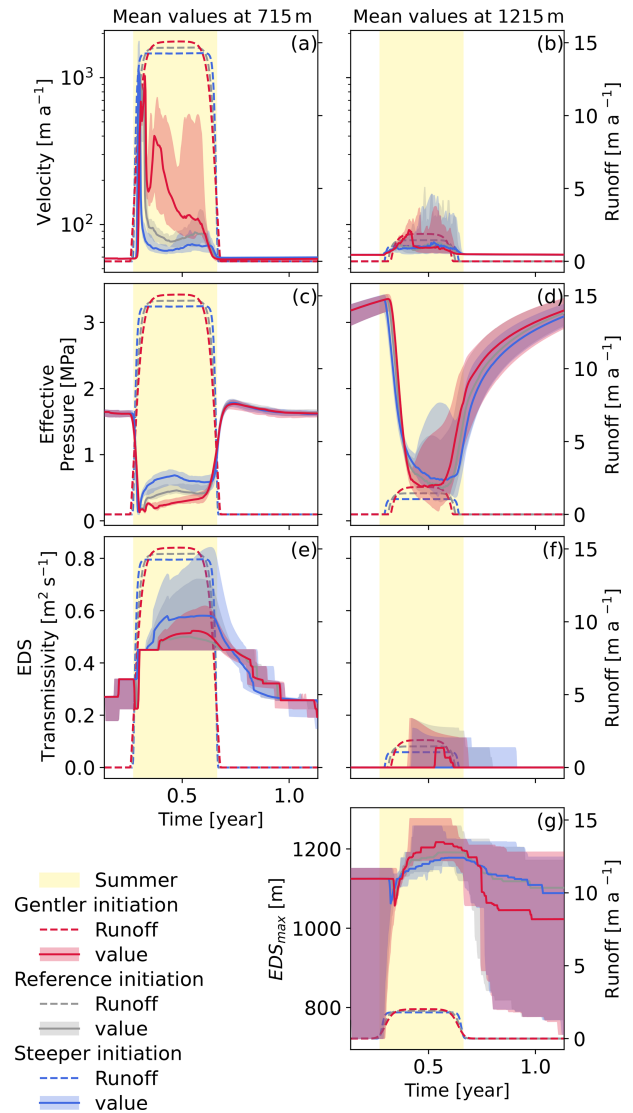 Mean values at 715 m
Mean values at 1215 m
(a)
(b)
Velocity [m a⁻¹]
10³
10²
Runoff [m a⁻¹]
15
10
5
0
(c)
(d)
Effective
Pressure [MPa]
3
2
1
0
Runoff [m a⁻¹]
15
10
5
0
(e)
(f)
EDS
Transmissivity [m² s⁻¹]
0.8
0.6
0.4
0.2
0.0
Runoff [m a⁻¹]
15
10
5
0
0.5
1.0
Time [year]
(g)
EDSmax [m]
1200
1000
800
Runoff [m a⁻¹]
15
10
5
0
0.5
1.0
Time [year]
Summer
Gentler initiation
Runoff
value
Reference initiation
Runoff
value
Steeper initiation
Runoff
value